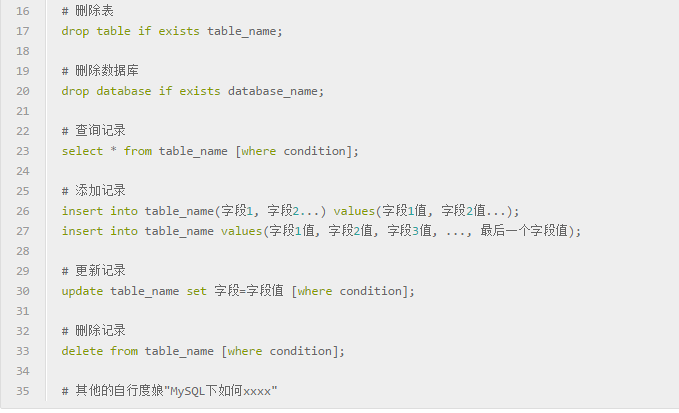 16 # 删除表
17 drop table if exists table_name;
18
19 # 删除数据库
20 drop database if exists database_name;
21
22 # 查询记录
23 select * from table_name [where condition];
24
25 # 添加记录
26 insert into table_name(字段1, 字段2...) values(字段1值, 字段2值...);
27 insert into table_name values(字段1值, 字段2值, 字段3值, ..., 最后一个字段值);
28
29 # 更新记录
30 update table_name set 字段=字段值 [where condition];
31
32 # 删除记录
33 delete from table_name [where condition];
34
35 # 其他的自行度娘"MySQL下如何xxxx"